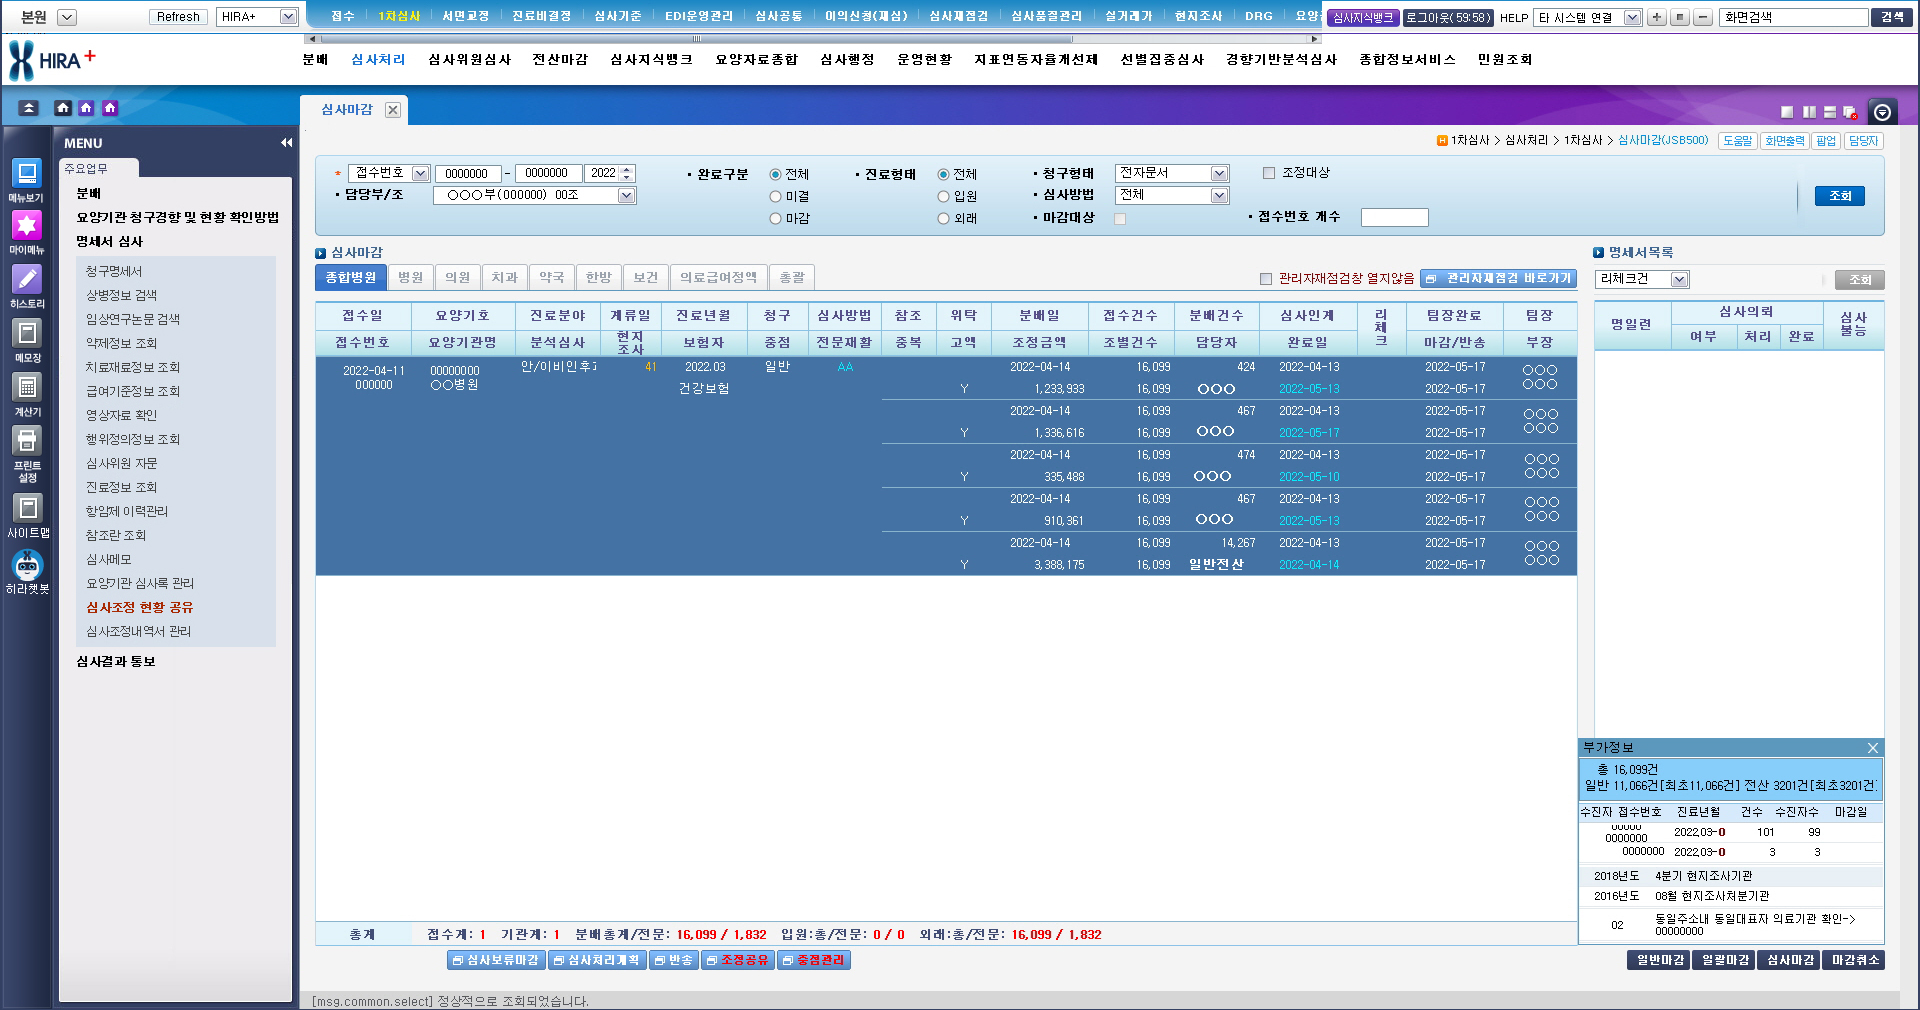 본원 Refresh HIRA+ 접수 1차심사 서면교정 진료비결정 심사기준 EDI운영관리 심사공통 이의신청(재심) 심사재점검 심사품질관리 실거래가 현지조사 DRG 요양 심사지식뱅크 로그아웃(59:58) HELP 타 시스템 연결 화면검색 검색
HIRA+ 분배 심사처리 심사위원심사 전산마감 심사지식뱅크 요양자료종합 심사행정 운영현황 지표연동자율개선제 선별집중심사 경향기반분석심사 종합정보서비스 민원조회
심사마감
1차심사 > 심사처리 > 1차심사 > 심사마감(JSB500) 도움말 화면출력 팝업 담당자
메뉴보기
마이메뉴
히스토리
메모장
계산기
프린트
설정
사이트맵
히라챗봇
MENU
주요업무
분배
요양기관 청구경향 및 현황 확인방법
명세서 심사
청구명세서
상병정보 검색
임상연구논문 검색
약제정보 조회
치료재료정보 조회
급여기준정보 조회
영상자료 확인
행위정의정보 조회
심사위원 자문
진료정보 조회
항암제 이력관리
참조란 조회
심사메모
요양기관 심사록 관리
심사조정 현황 공유
심사조정내역서 관리
심사결과 통보
* 접수번호 0000000 - 0000000 2022 · 완료구분 전체 · 진료형태 전체 · 청구형태 전자문서 조정대상
· 담당부/조 ○○○부(000000) 00조 미결 입원 · 심사방법 전체 조회
마감 외래 · 마감대상 · 접수번호 개수
심사마감
종합병원 병원 의원 치과 약국 한방 보건 의료급여정액 총괄 관리자재점검창 열지않음 관리자재점검 바로가기
접수일 요양기호 진료분야 계류일 진료년월 청구 심사방법 참조 위탁 분배일 접수건수 분배건수 심사인계 리체크 팀장완료 팀장
접수번호 요양기관명 분석심사 현지조사 보험자 중점 전문재활 중복 고액 조정금액 조별건수 담당자 완료일 마감/반송 부장
2022-04-11 00000000 안/이비인후과 41 2022.03 일반 AA 2022-04-14 16,099 424 2022-04-13 2022-05-17 ○○○
000000 ○○병원 건강보험 Y 1,233,933 16,099 ○○○ 2022-05-13 2022-05-17 ○○○
2022-04-14 16,099 467 2022-04-13 2022-05-17 ○○○
Y 1,336,616 16,099 ○○○ 2022-05-17 2022-05-17 ○○○
2022-04-14 16,099 474 2022-04-13 2022-05-17 ○○○
Y 335,488 16,099 ○○○ 2022-05-10 2022-05-17 ○○○
2022-04-14 16,099 467 2022-04-13 2022-05-17 ○○○
Y 910,361 16,099 ○○○ 2022-05-13 2022-05-17 ○○○
2022-04-14 16,099 14,267 2022-04-13 2022-05-17 ○○○
Y 3,388,175 16,099 일반전산 2022-04-14 2022-05-17 ○○○
총계 접수계: 1 기관계: 1 분배총계/전문: 16,099 / 1,832 입원:총/전문: 0 / 0 외래:총/전문: 16,099 / 1,832
심사보류마감 심사처리계획 반송 조정공유 중점관리
명세서목록
리체크건 조회
명일련 심사의뢰 심사불능
여부 처리 완료
부가정보
총 16,099건
일반 11,066건[최초11,066건] 전산 3201건[최초3201건]
수진자 접수번호 진료년월 건수 수진자수 마감일
00000
0000000 2022,03-0 101 99
0000000 2022,03-0 3 3
2018년도 4분기 현지조사기관
2016년도 08월 현지조사처분기관
02 동일주소내 동일대표자 의료기관 확인->
00000000
일반마감 일괄마감 심사마감 마감취소
[msg.common.select] 정상적으로 조회되었습니다.